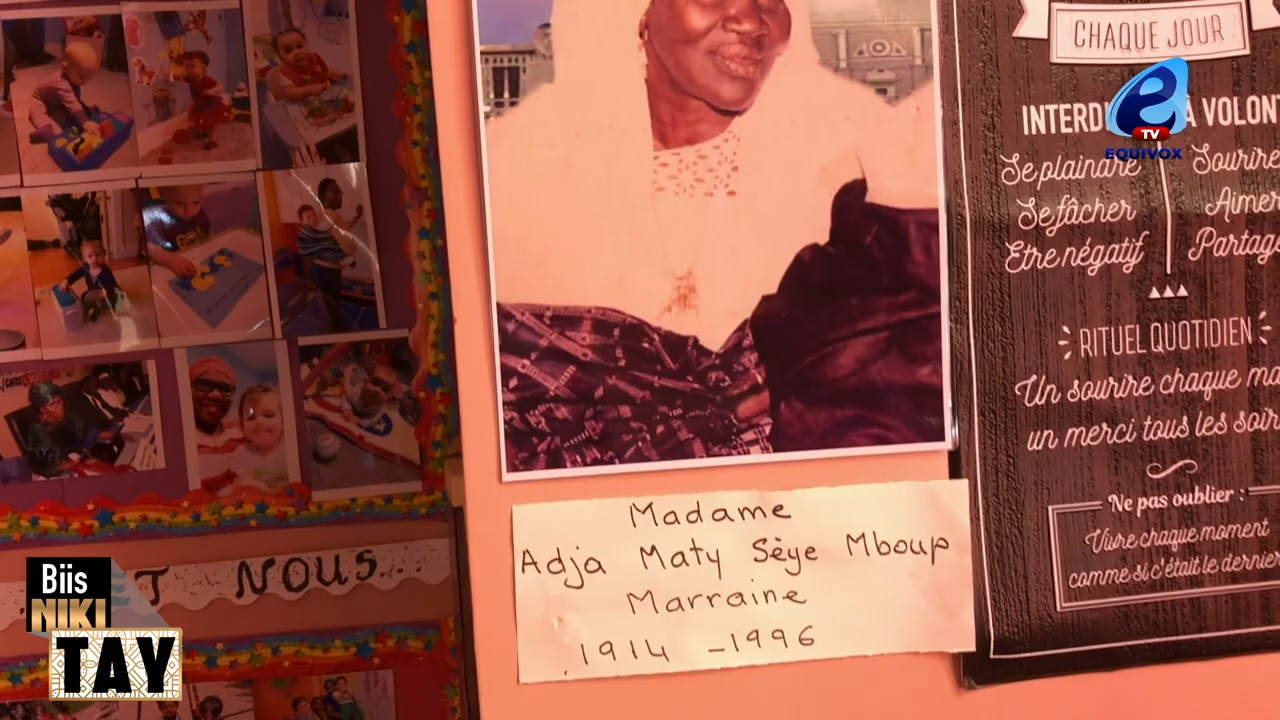 CHAQUE JOUR
e
TV
EQUIVOX
À VOLONT
Se plaindre
Se fâcher
Etre négatif
Sourire
Aimer
Partage
RITUEL QUOTIDIEN
Un sourire chaque ma
un merci tous les soir
Ne pas oublier :
Vivre chaque moment
comme si c'était le dernier
Madame
Adja Maty Sèye Mboup
Marraine
1914 - 1996
T NOUS...
Biis
NIKI
TAY